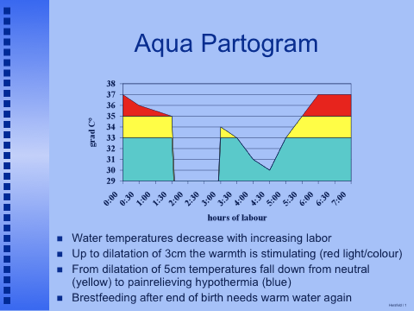 Aqua Partogram
38
37
36
35
34
33
32
31
30
29
grad C°
0:00 0:30 1:00 1:30 2:00 2:30 3:00 3:30 4:00 4:30 5:00 5:30 6:00 6:30 7:00
hours of labour
Water temperatures decrease with increasing labor
Up to dilatation of 3cm the warmth is stimulating (red light/colour)
From dilatation of 5cm temperatures fall down from neutral
(yellow) to painrelieving hypothermia (blue)
Brestfeeding after end of birth needs warm water again